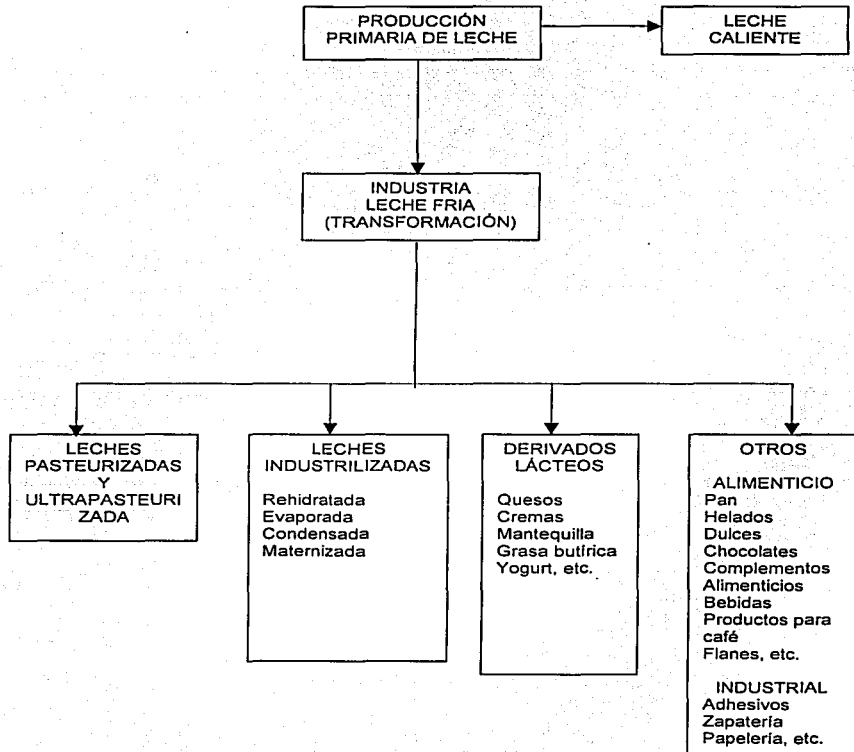 PRODUCCIÓN
PRIMARIA DE LECHE
LECHE
CALIENTE
INDUSTRIA
LECHE FRIA
(TRANSFORMACIÓN)
LECHES
PASTEURIZADAS
Y
ULTRAPASTEURI
ZADA
LECHES
INDUSTRILIZADAS
Rehidratada
Evaporada
Condensada
Maternizada
DERIVADOS
LÁCTEOS
Quesos
Cremas
Mantequilla
Grasa butírica
Yogurt, etc.
OTROS
ALIMENTICIO
Pan
Helados
Dulces
Chocolates
Complementos
Alimenticios
Bebidas
Productos para
café
Flanes, etc.
INDUSTRIAL
Adhesivos
Zapatería
Papelería, etc.